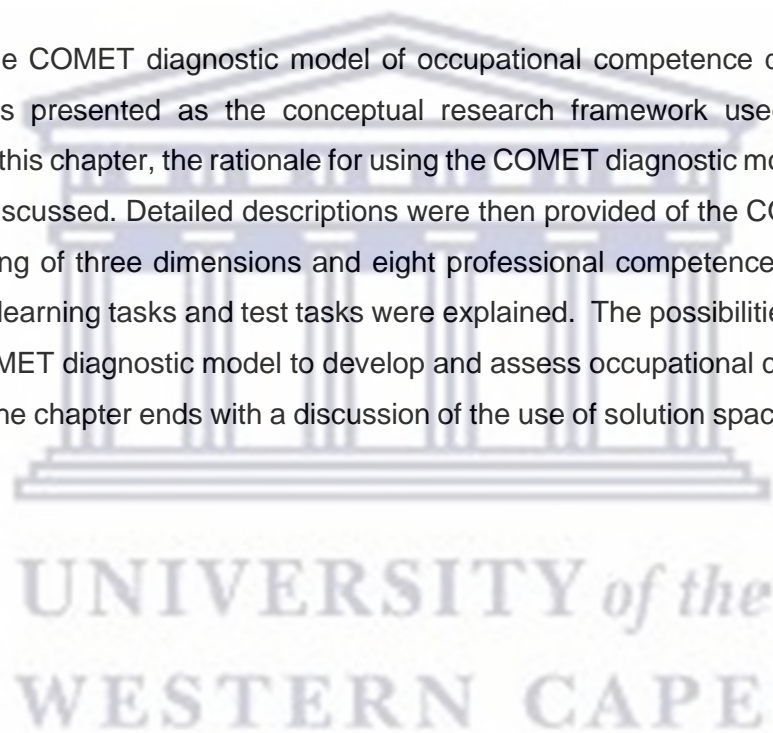 e COMET diagnostic model of occupational competence c
s presented as the conceptual research framework used
this chapter, the rationale for using the COMET diagnostic mo
iscussed. Detailed descriptions were then provided of the CO
ng of three dimensions and eight professional competence
learning tasks and test tasks were explained. The possibilitie
MET diagnostic model to develop and assess occupational c
he chapter ends with a discussion of the use of solution spac
UNIVERSITY of the
WESTERN CAPE